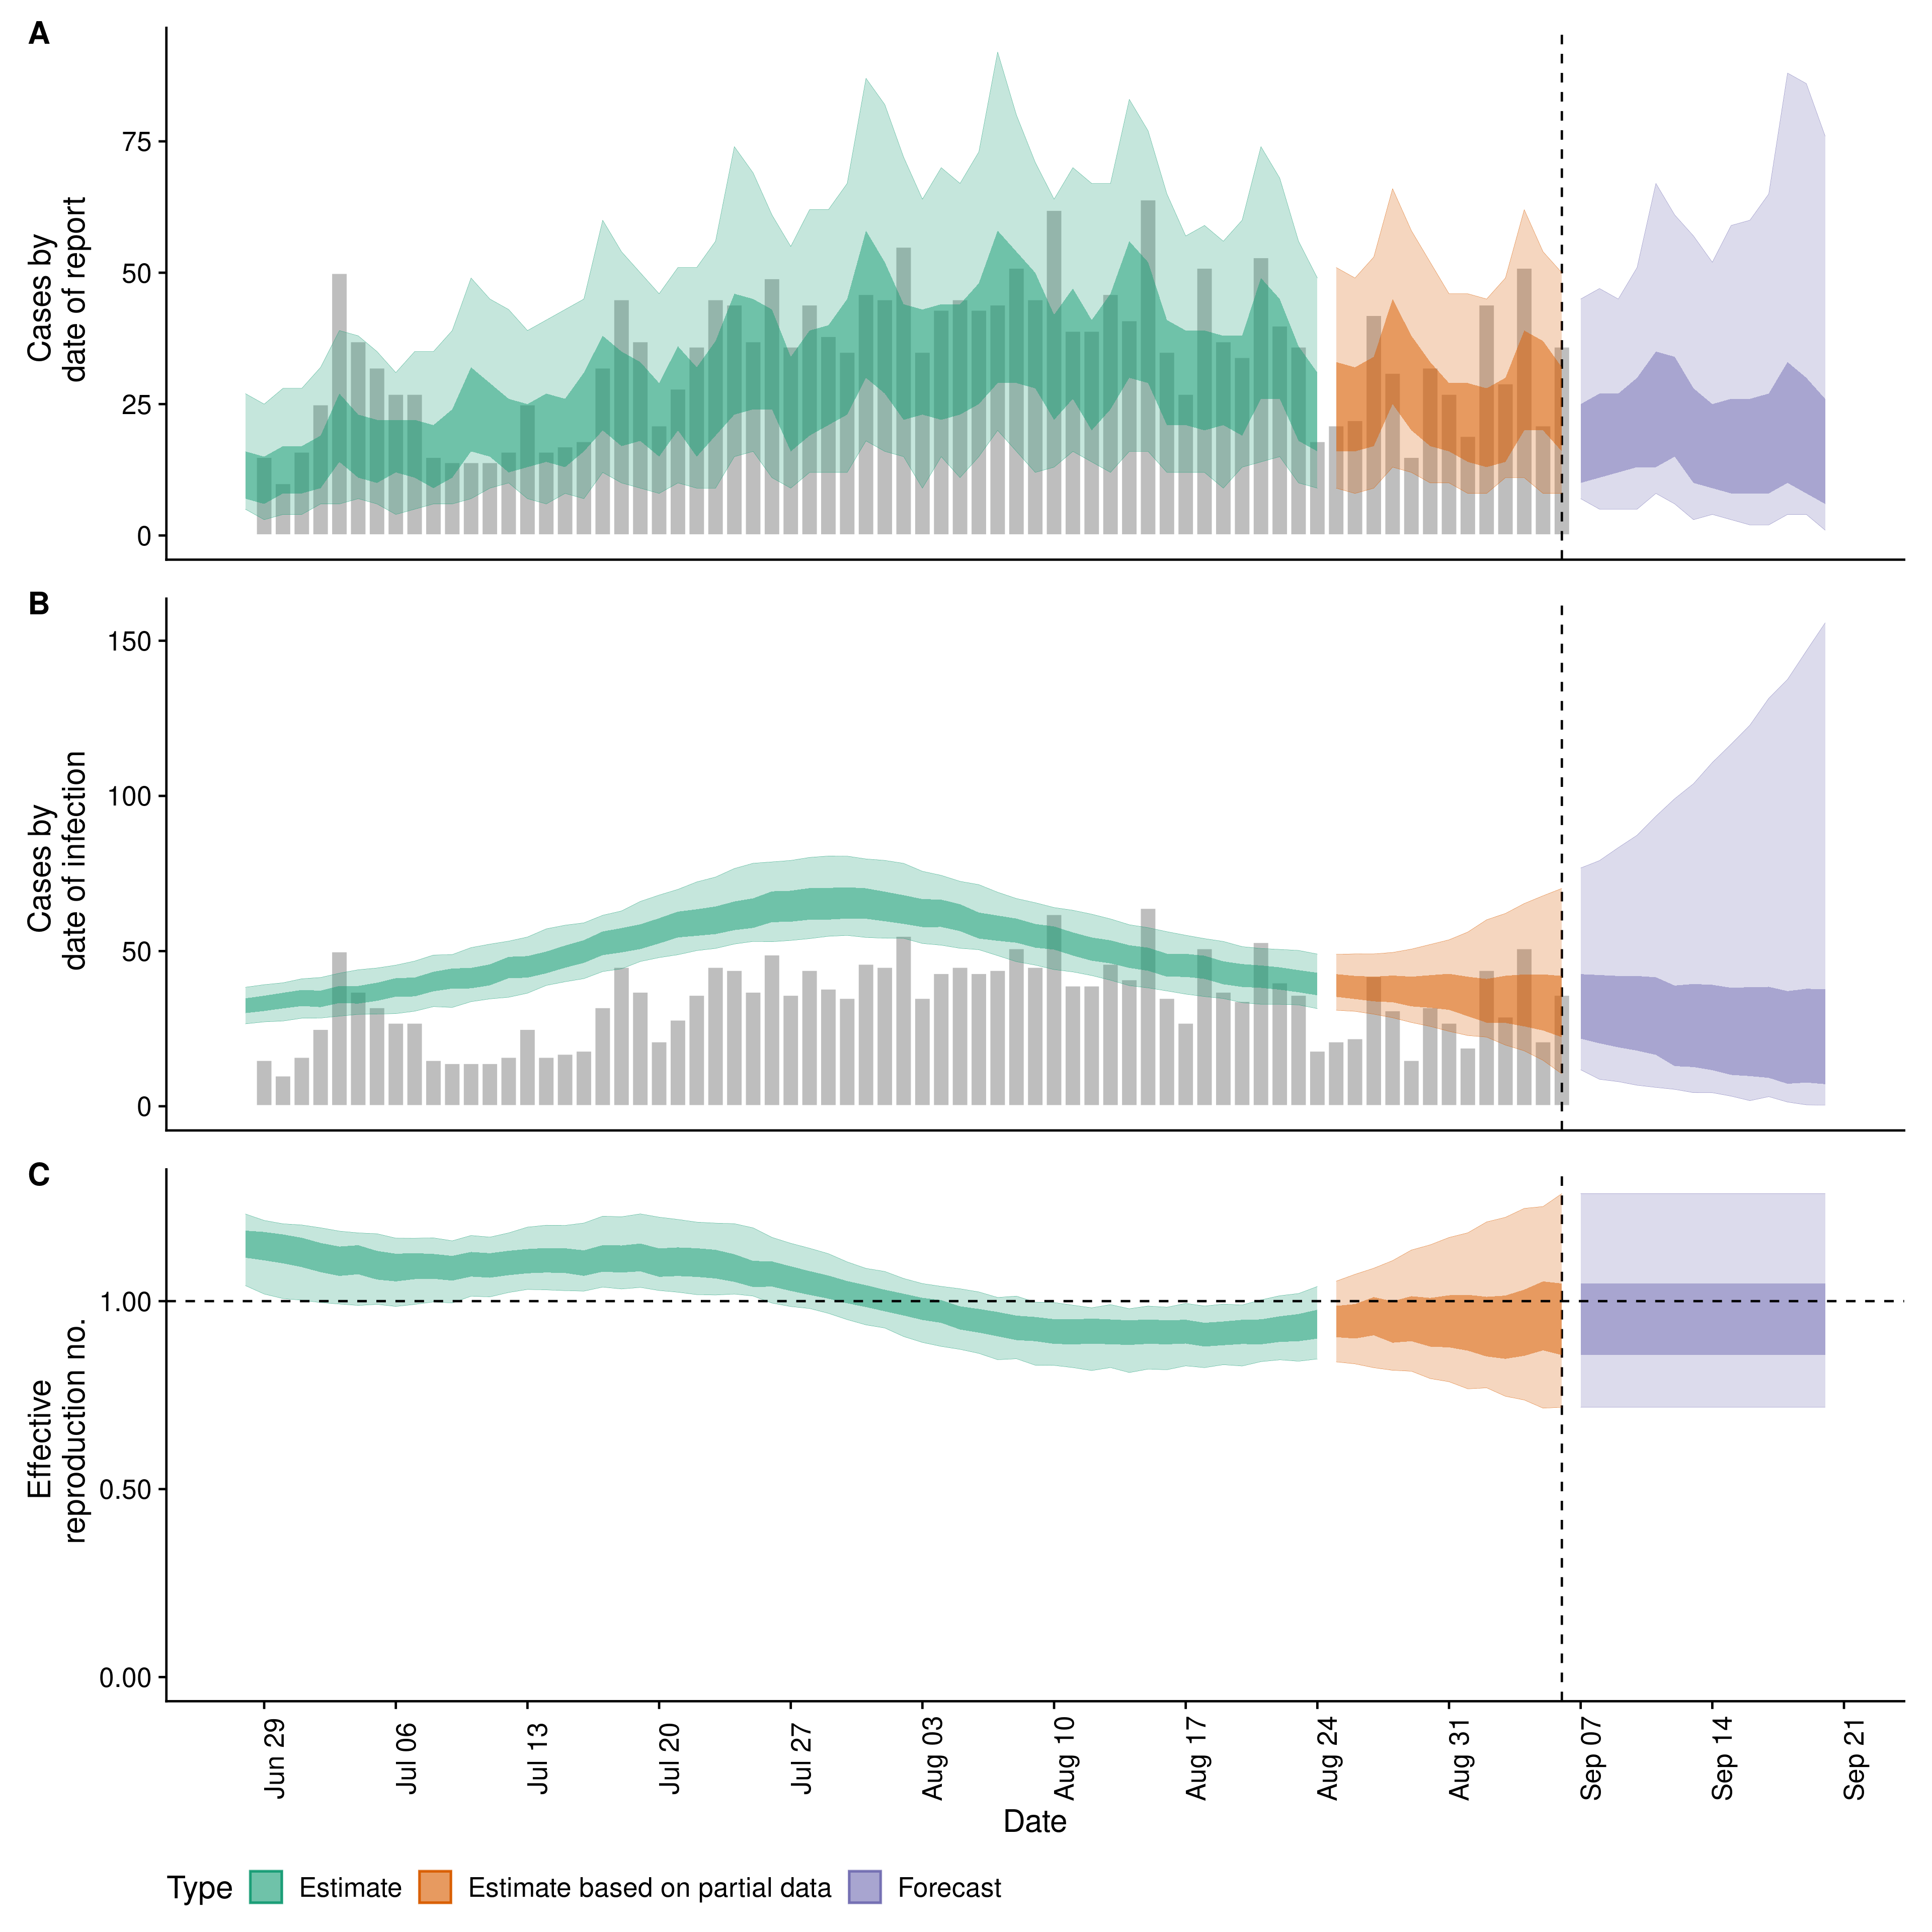 A
Cases by
date of report
75
50
25
0
B
Cases by
date of infection
150
100
50
0
C
Effective
reproduction no.
1.00
0.50
0.00
Jun 29
Jul 06
Jul 13
Jul 20
Jul 27
Aug 03
Aug 10
Aug 17
Aug 24
Aug 31
Sep 07
Sep 14
Sep 21
Date
Type Estimate Estimate based on partial data Forecast